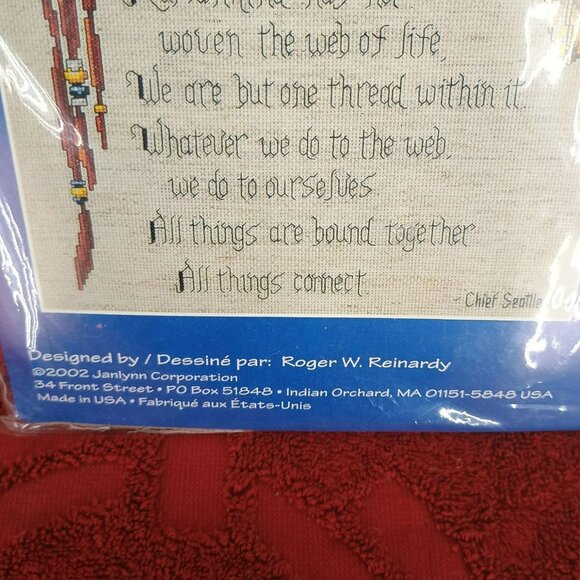 woven the web of life,
We are but one thread within it.
Whatever we do to the web,
we do to ourselves.
All things are bound together
All things connect.
- Chief Seattle
Designed by / Dessiné par: Roger W. Reinardy
©2002 Janlynn Corporation
34 Front Street • PO Box 51848 • Indian Orchard, MA 01151-5848 USA
Made in USA • Fabriqué aux États-Unis